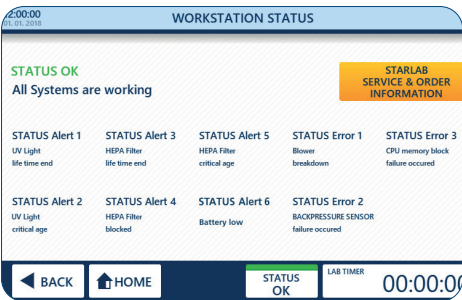 2:00:00
01. 01. 2018
WORKSTATION STATUS
STATUS OK
All Systems are working
STARLAB
SERVICE & ORDER
INFORMATION
STATUS Alert 1
UV Light
life time end
STATUS Alert 3
HEPA Filter
life time end
STATUS Alert 5
HEPA Filter
critical age
STATUS Error 1
Blower
breakdown
STATUS Error 3
CPU memory block
failure occured
STATUS Alert 2
UV Light
critical age
STATUS Alert 4
HEPA Filter
blocked
STATUS Alert 6
Battery low
STATUS Error 2
BACKPRESSURE SENSOR
failure occured
BACK
HOME
STATUS
OK
LAB TIMER
00:00:00